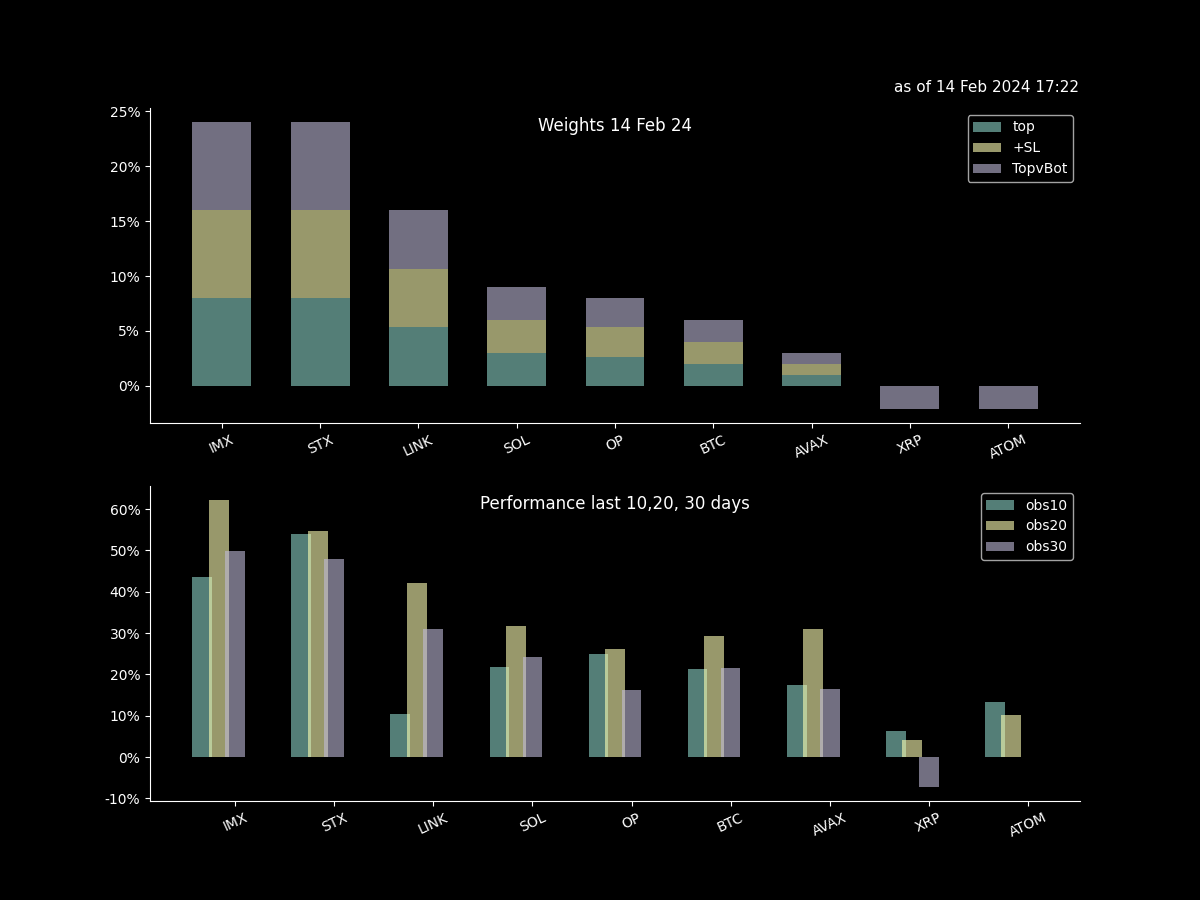 as of 14 Feb 2024 17:22
Weights 14 Feb 24
top
+SL
TopvBot
25%
20%
15%
10%
5%
0%
IMX STX LINK SOL OP BTC AVAX XRP ATOM
Performance last 10,20, 30 days
obs10
obs20
obs30
60%
50%
40%
30%
20%
10%
0%
-10%
IMX STX LINK SOL OP BTC AVAX XRP ATOM